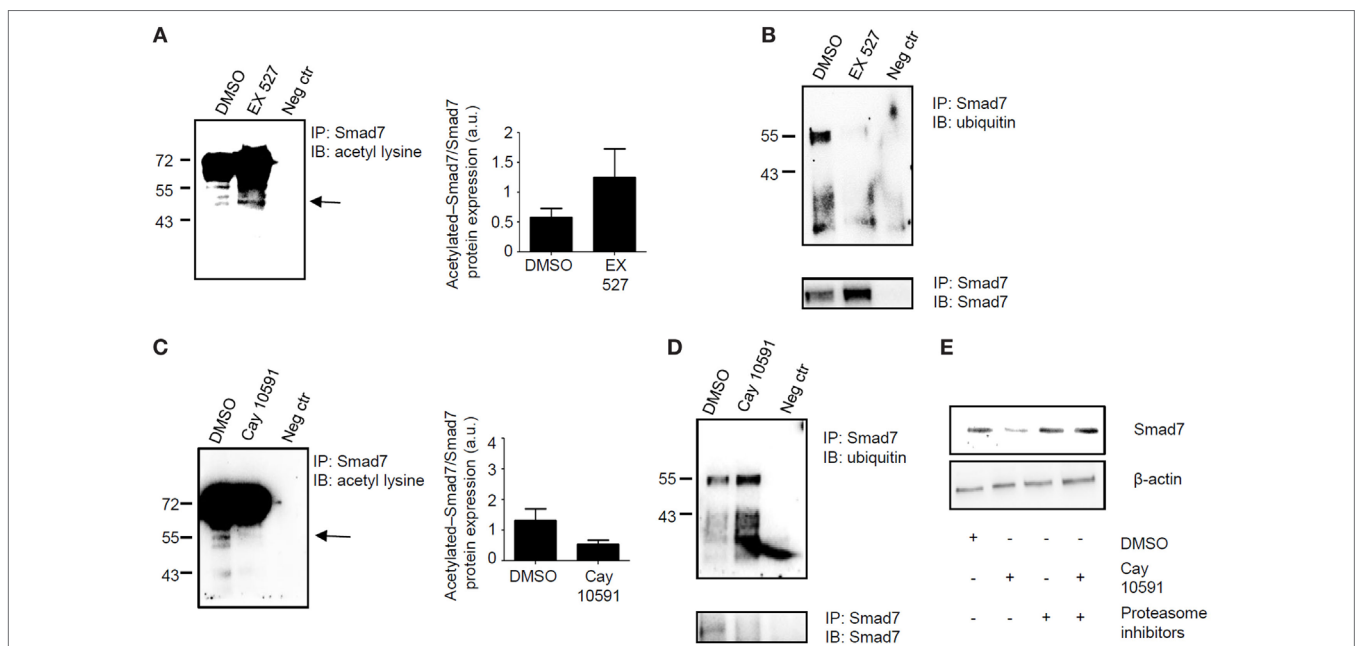 A
DMSO
EX 527
Neg ctr
IP: Smad7
IB: acetyl lysine
72
55
43
Acetylated–Smad7/Smad7
protein expression (a.u.)
2
1.5
1
0.5
0
DMSO
EX
527
B
DMSO
EX 527
Neg ctr
IP: Smad7
IB: ubiquitin
55
43
IP: Smad7
IB: Smad7
C
DMSO
Cay 10591
Neg ctr
IP: Smad7
IB: acetyl lysine
72
55
43
Acetylated–Smad7/Smad7
protein expression (a.u.)
4
3
2
1
0
DMSO
Cay
10591
D
DMSO
Cay 10591
Neg ctr
IP: Smad7
IB: ubiquitin
55
43
IP: Smad7
IB: Smad7
E
Smad7
β-actin
+ - - - DMSO
- + - + Cay
10591
- - + + Proteasome
inhibitors